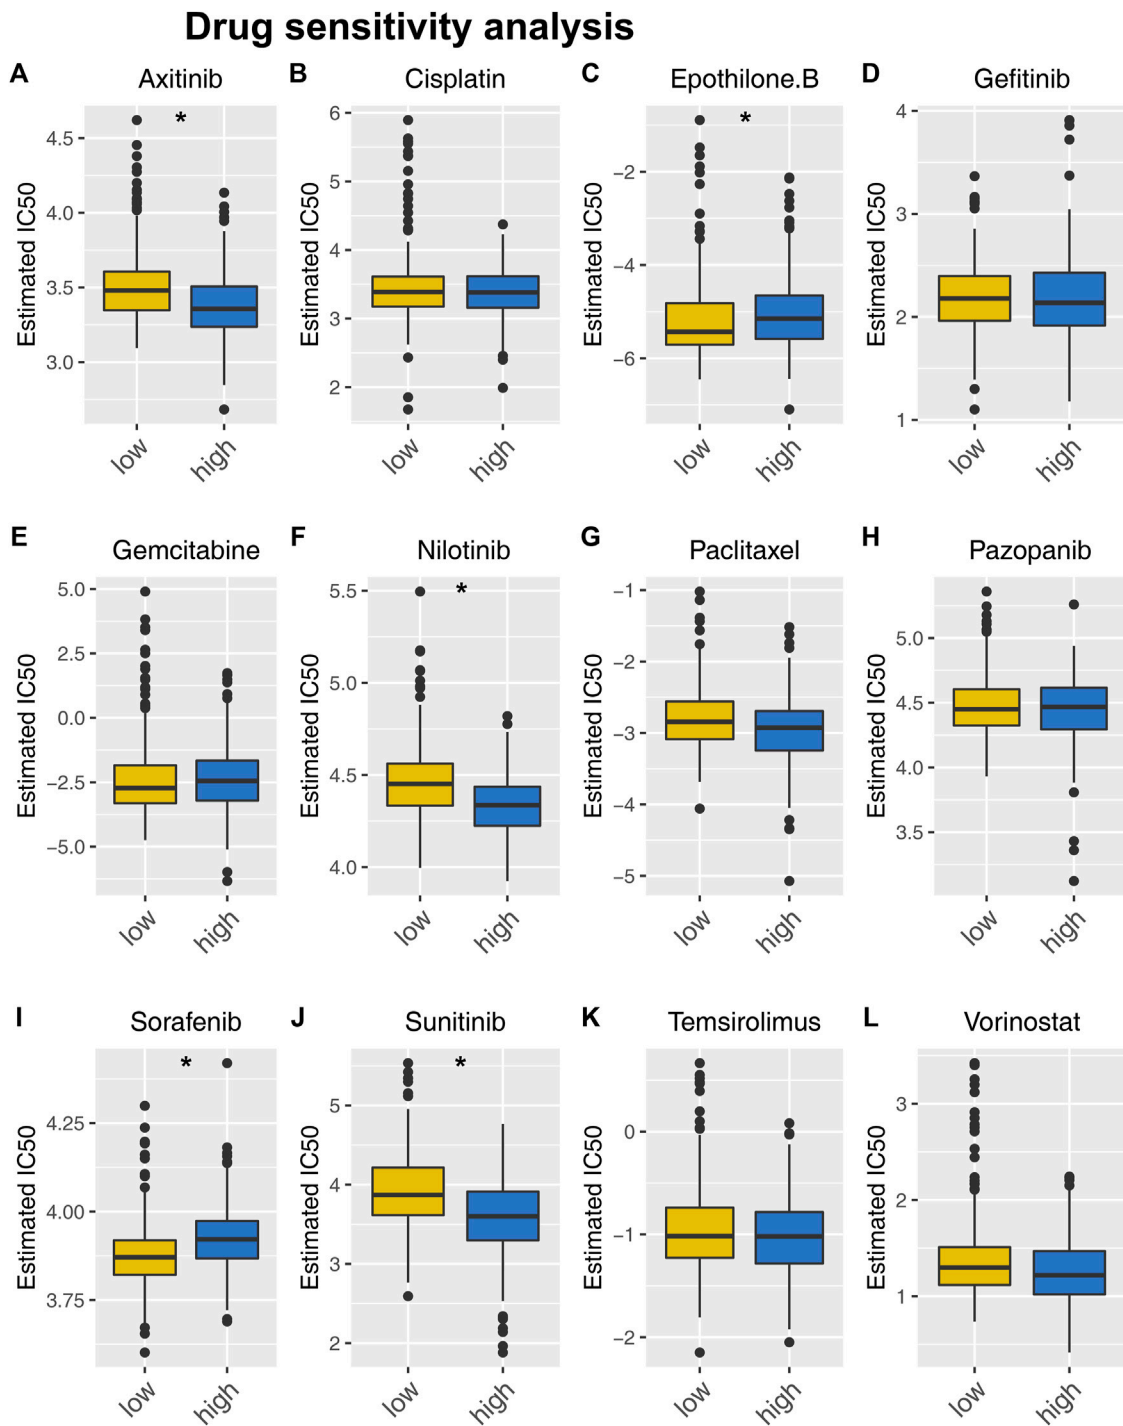 Drug sensitivity analysis
A Axitinib
B Cisplatin
C Epothilone.B
D Gefitinib
* *
Estimated IC50
4.5
4.0
3.5
3.0
low high
Estimated IC50
6
5
4
3
2
low high
Estimated IC50
−2
−4
−6
low high
Estimated IC50
4
3
2
1
low high
E Gemcitabine
F Nilotinib
G Paclitaxel
H Pazopanib
*
Estimated IC50
5.0
2.5
0.0
−2.5
−5.0
low high
Estimated IC50
5.5
5.0
4.5
4.0
low high
Estimated IC50
−1
−2
−3
−4
−5
low high
Estimated IC50
5.0
4.5
4.0
3.5
low high
I Sorafenib
J Sunitinib
K Temsirolimus
L Vorinostat
* *
Estimated IC50
4.25
4.00
3.75
low high
Estimated IC50
5
4
3
2
low high
Estimated IC50
0
−1
−2
low high
Estimated IC50
3
2
1
low high